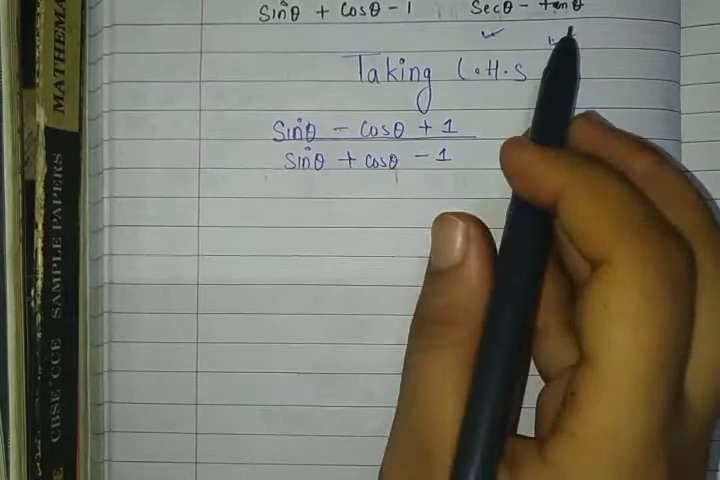 sinθ + cosθ - 1    secθ - tanθ
Taking L.H.S
sinθ - cosθ + 1
sinθ + cosθ - 1
MATHEMA
CBSE CCE SAMPLE PAPERS